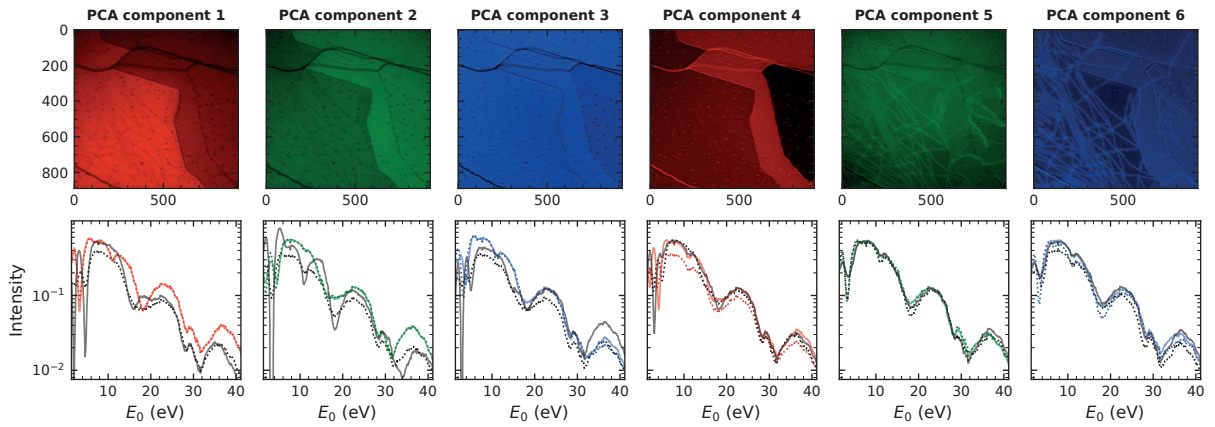 PCA component 1 PCA component 2 PCA component 3 PCA component 4 PCA component 5 PCA component 6
0
200
400
600
800
0 500 0 500 0 500 0 500 0 500 0 500
Intensity
10⁻¹
10⁻²
10 20 30 40 10 20 30 40 10 20 30 40 10 20 30 40 10 20 30 40 10 20 30 40
E₀ (eV) E₀ (eV) E₀ (eV) E₀ (eV) E₀ (eV) E₀ (eV)